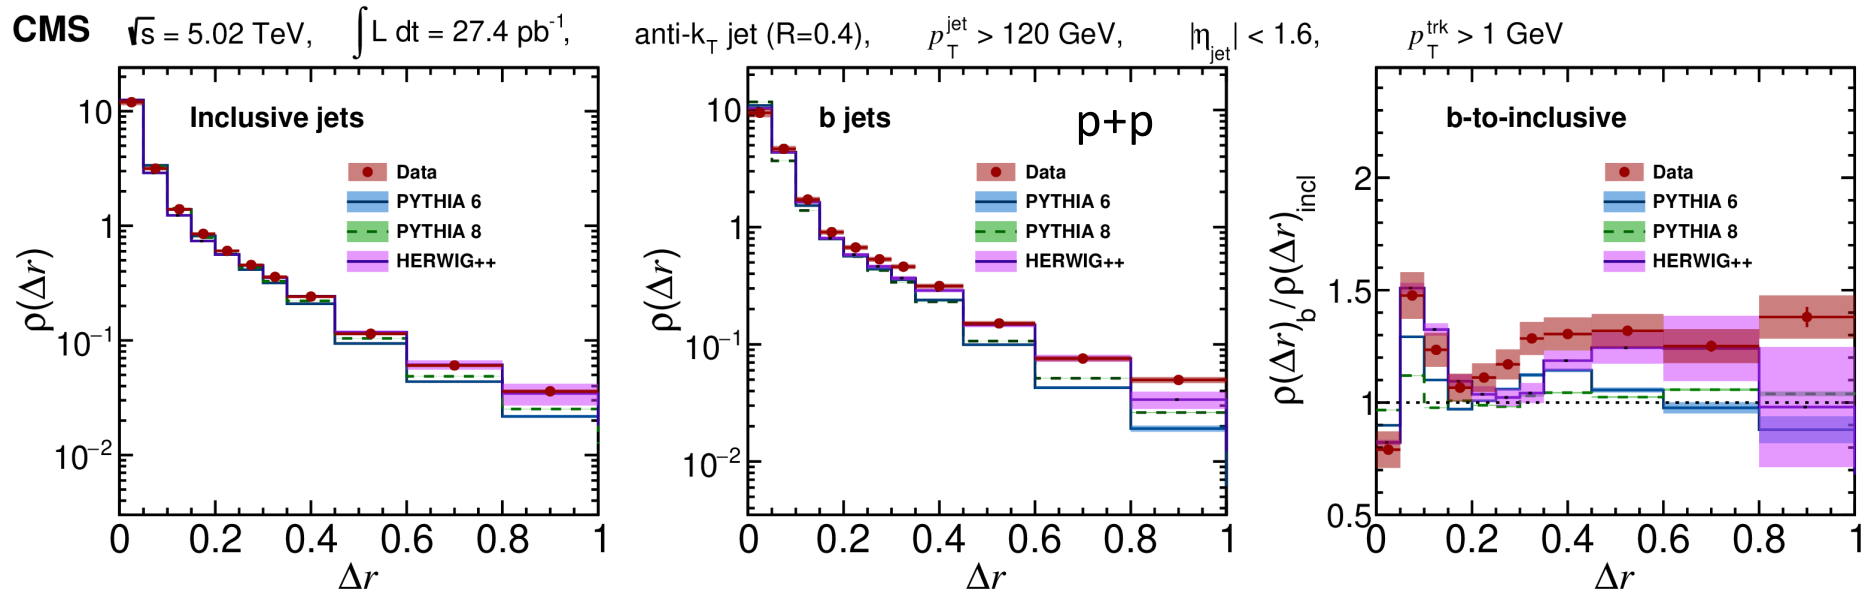 CMS √s = 5.02 TeV, ∫L dt = 27.4 pb⁻¹, anti-k_T jet (R=0.4), p_T^jet > 120 GeV, |η_jet| < 1.6, p_T^trk > 1 GeV
Inclusive jets
Data
PYTHIA 6
PYTHIA 8
HERWIG++
10
1
10⁻¹
10⁻²
ρ(Δr)
0 0.2 0.4 0.6 0.8 1
Δr
b jets
p+p
Data
PYTHIA 6
PYTHIA 8
HERWIG++
10
1
10⁻¹
10⁻²
ρ(Δr)
0 0.2 0.4 0.6 0.8 1
Δr
b-to-inclusive
Data
PYTHIA 6
PYTHIA 8
HERWIG++
2
1.5
1
0.5
ρ(Δr)_b/ρ(Δr)_incl
0 0.2 0.4 0.6 0.8 1
Δr